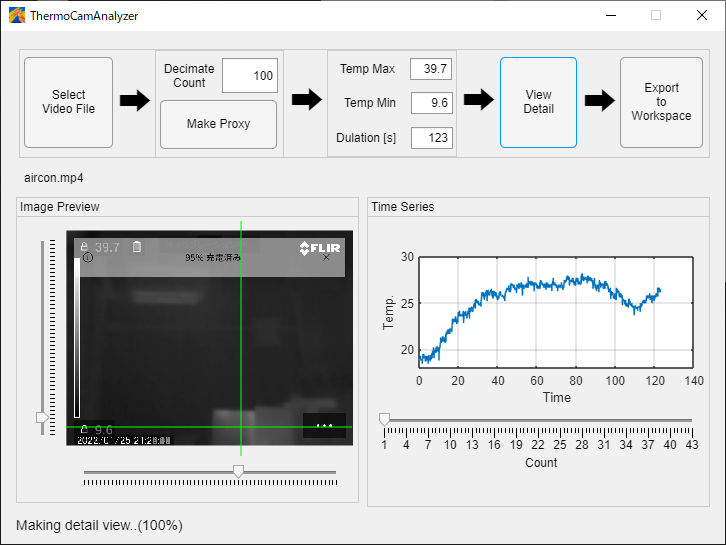 ThermoCamAnalyzer
Select
Video File
Decimate
Count
100
Make Proxy
Temp Max
39.7
Temp Min
9.6
Dulation [s]
123
View
Detail
Export
to
Workspace
aircon.mp4
Image Preview
39.7
FLIR
95% 充電済み
9.6
2022/01/25 21:28:08
Time Series
30
25
20
Temp.
0 20 40 60 80 100 120 140
Time
1 4 7 10 13 16 19 22 25 28 31 34 37 40 43
Count
Making detail view..(100%)